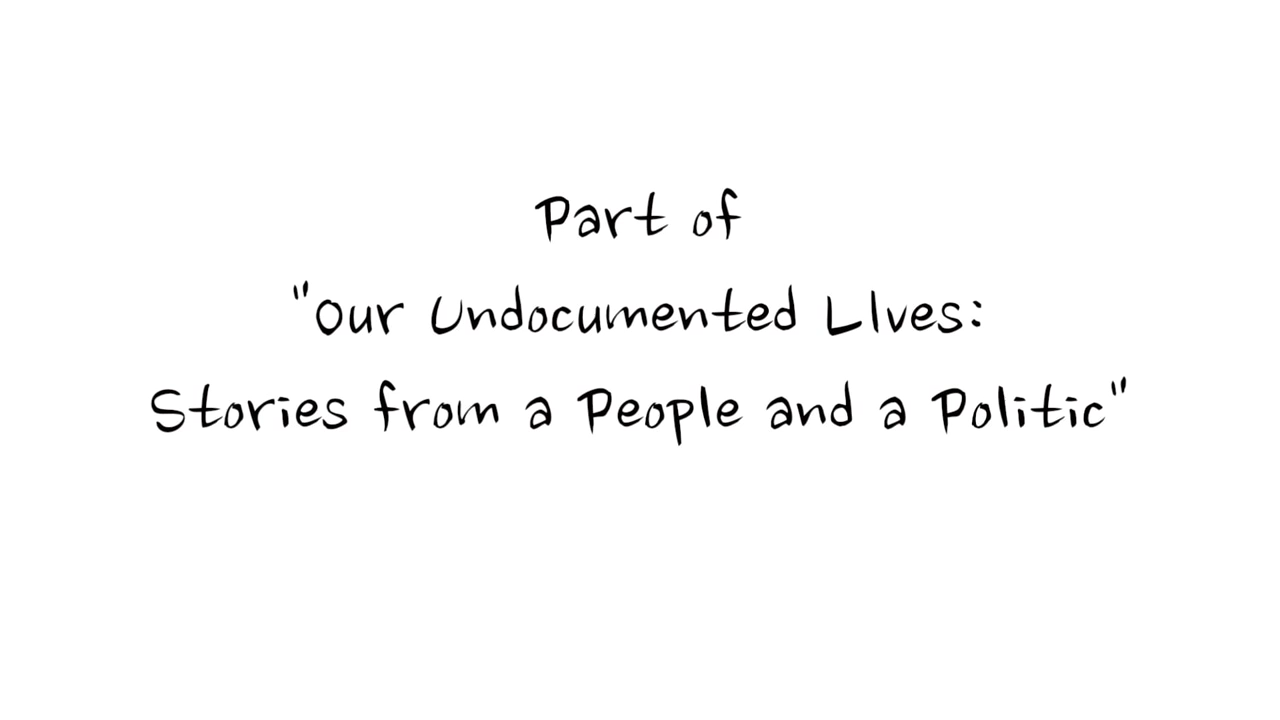 Part of
"Our Undocumented LIves:
Stories from a People and a Politic"